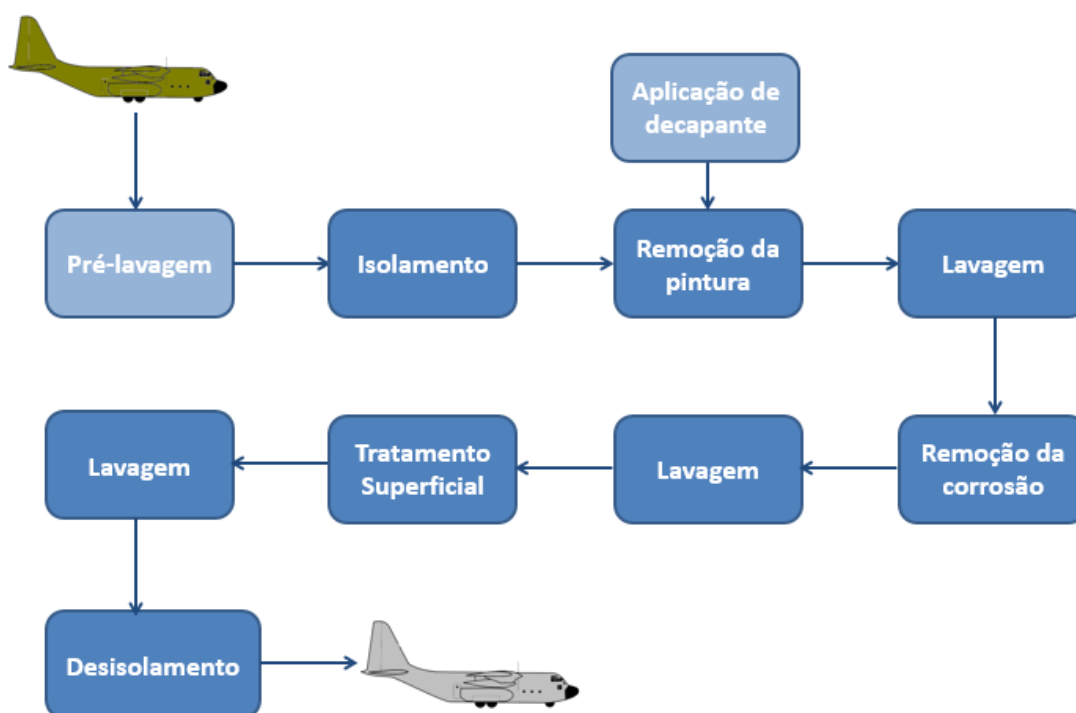 Aplicação de
decapante
Pré-lavagem
Isolamento
Remoção da
pintura
Lavagem
Remoção da
corrosão
Lavagem
Tratamento
Superficial
Lavagem
Desisolamento